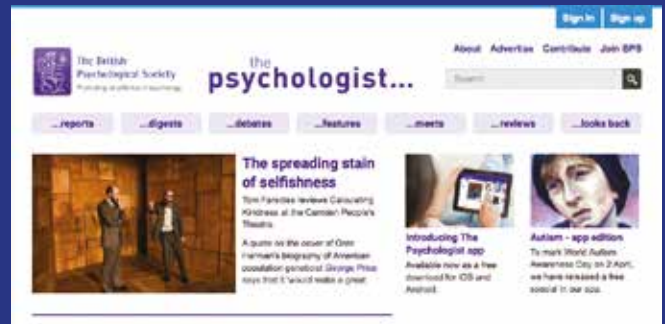 Sign in Sign up
About Advertise Contribute Join BPS
The British
Psychological Society
Promoting excellence in psychology
the
psychologist...
Search
...reports ...digests ...debates ...features ...meets ...reviews ...looks back
The spreading stain
of selfishness
Tom Farsides reviews Calculating
Kindness at the Camden People's
Theatre.
A quote on the cover of Oren
Harman's biography of American
population geneticist George Price
says that it 'would make a great
Introducing The
Psychologist app
Available now as a free
download for iOS and
Android.
Autism - app edition
To mark World Autism
Awareness Day on 2 April,
we have released a free
special in our app.